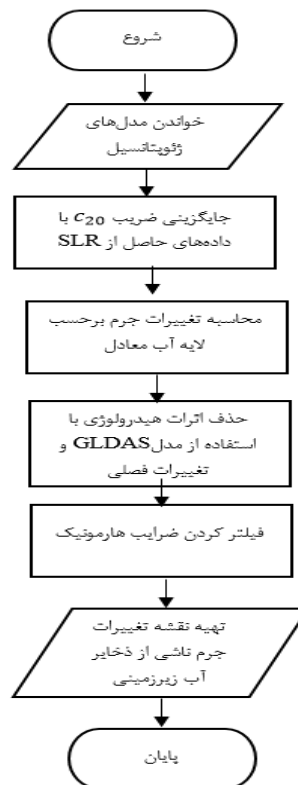 شروع
خواندن مدل‌های
ژئوپتانسیل
جایگزینی ضریب c₂₀ با
داده‌های حاصل از SLR
محاسبه تغییرات جرم برحسب
لایه آب معادل
حذف اثرات هیدرولوژی با
استفاده از مدل GLDAS و
تغییرات فصلی
فیلتر کردن ضرایب هارمونیک
تهیه نقشه تغییرات
جرم ناشی از ذخایر
آب زیرزمینی
پایان